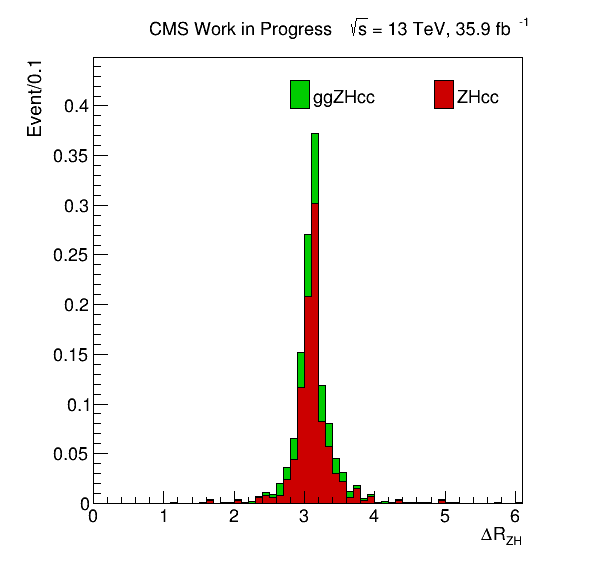 CMS Work in Progress √s = 13 TeV, 35.9 fb -1
Event/0.1
ggZHcc ZHcc
0.4
0.35
0.3
0.25
0.2
0.15
0.1
0.05
0
0 1 2 3 4 5 6
ΔR_ZH